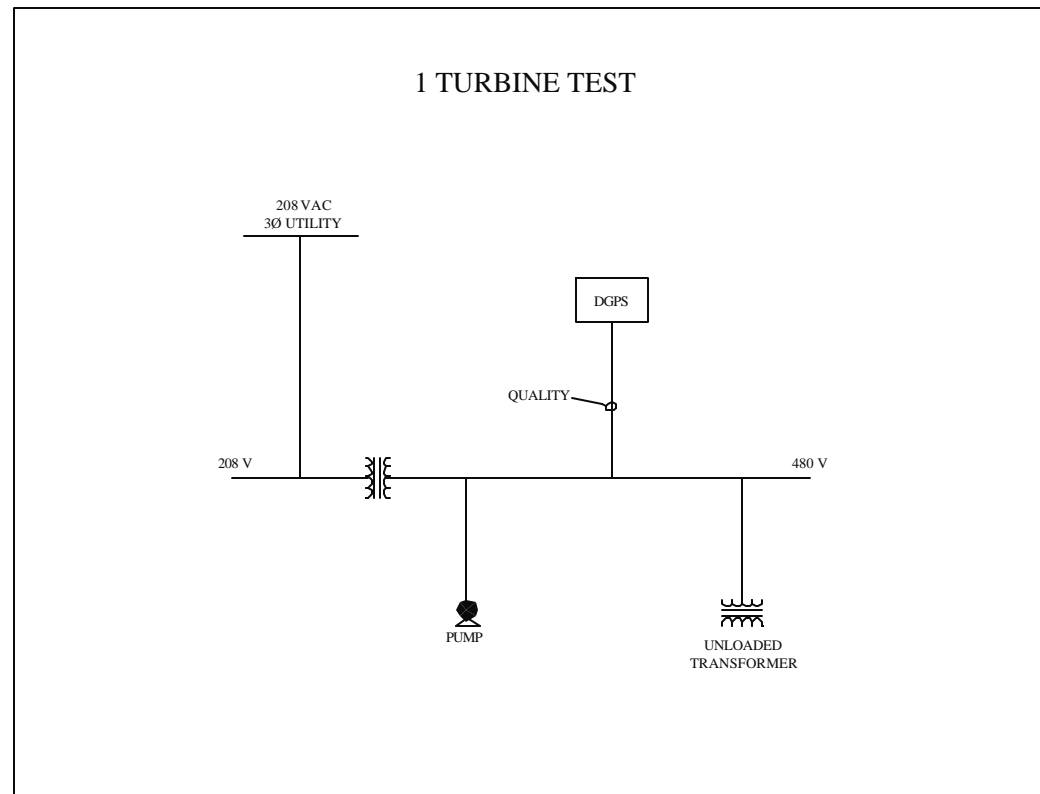 1 TURBINE TEST
208 VAC
3Ø UTILITY
DGPS
QUALITY
208 V
480 V
PUMP
UNLOADED
TRANSFORMER